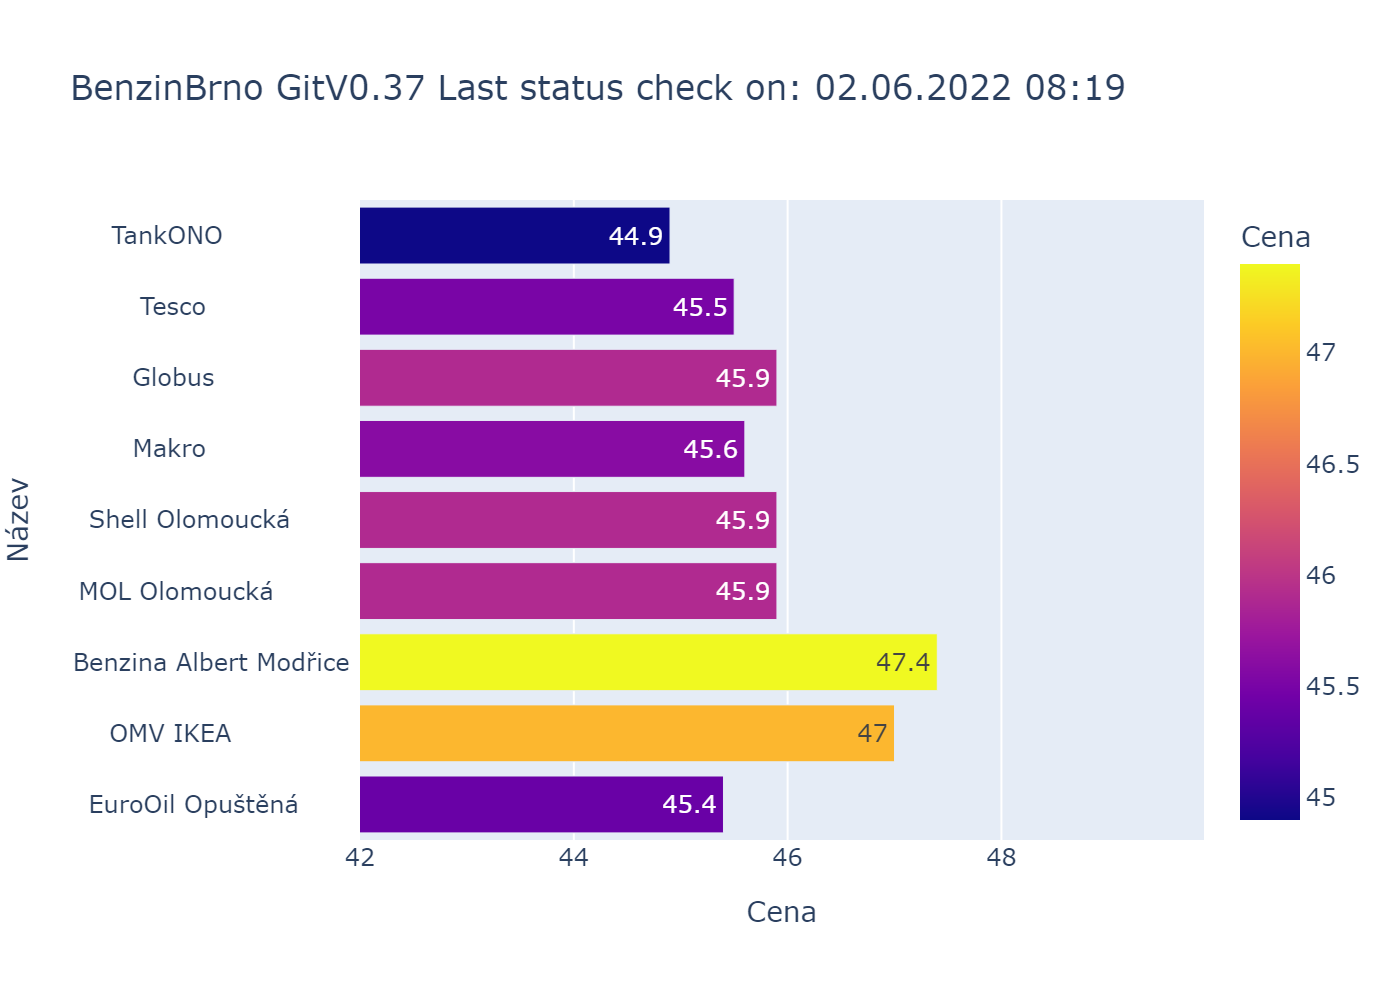 BenzinBrno GitV0.37 Last status check on: 02.06.2022 08:19
Cena
TankONO 44.9
Tesco 45.5
Globus 45.9
Makro 45.6
Shell Olomoucká 45.9
MOL Olomoucká 45.9
Benzina Albert Modřice 47.4
OMV IKEA 47
EuroOil Opuštěná 45.4
Název
42 44 46 48
Cena
47
46.5
46
45.5
45